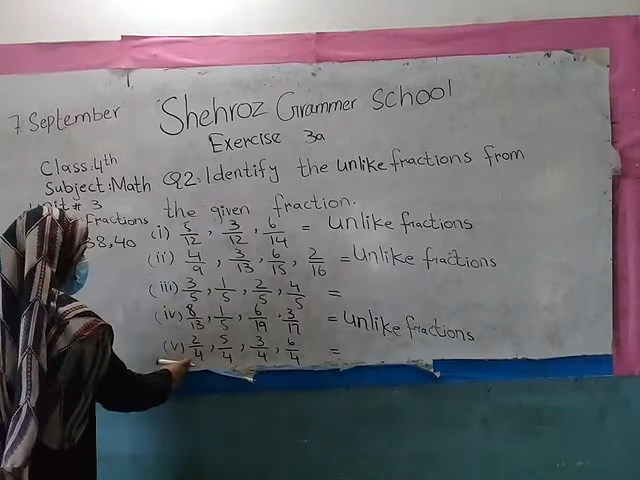 7 September Shehroz Grammer school
Exercise 3a
Class:4th
Subject:Math Q2:Identify the unlike fractions from
# 3 the given fraction.
Fractions (i) 5/12, 3/12, 6/14 = Unlike fractions
38,40 (ii) 4/9, 3/13, 6/15, 2/16 = Unlike fractions
(iii) 3/5, 1/5, 2/5, 4/5 =
(iv) 8/13, 1/5, 6/19, 3/17 = Unlike fractions
(v) 2/4, 5/4, 3/4, 6/4 =